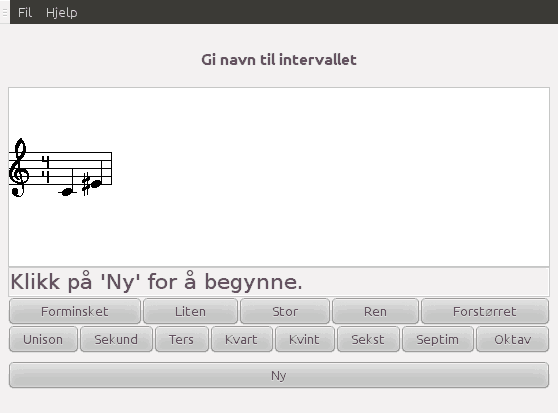 Fil Hjelp
Gi navn til intervallet
4
4
Klikk på 'Ny' for å begynne.
Forminsket Liten Stor Ren Forstørret
Unison Sekund Ters Kvart Kvint Sekst Septim Oktav
Ny